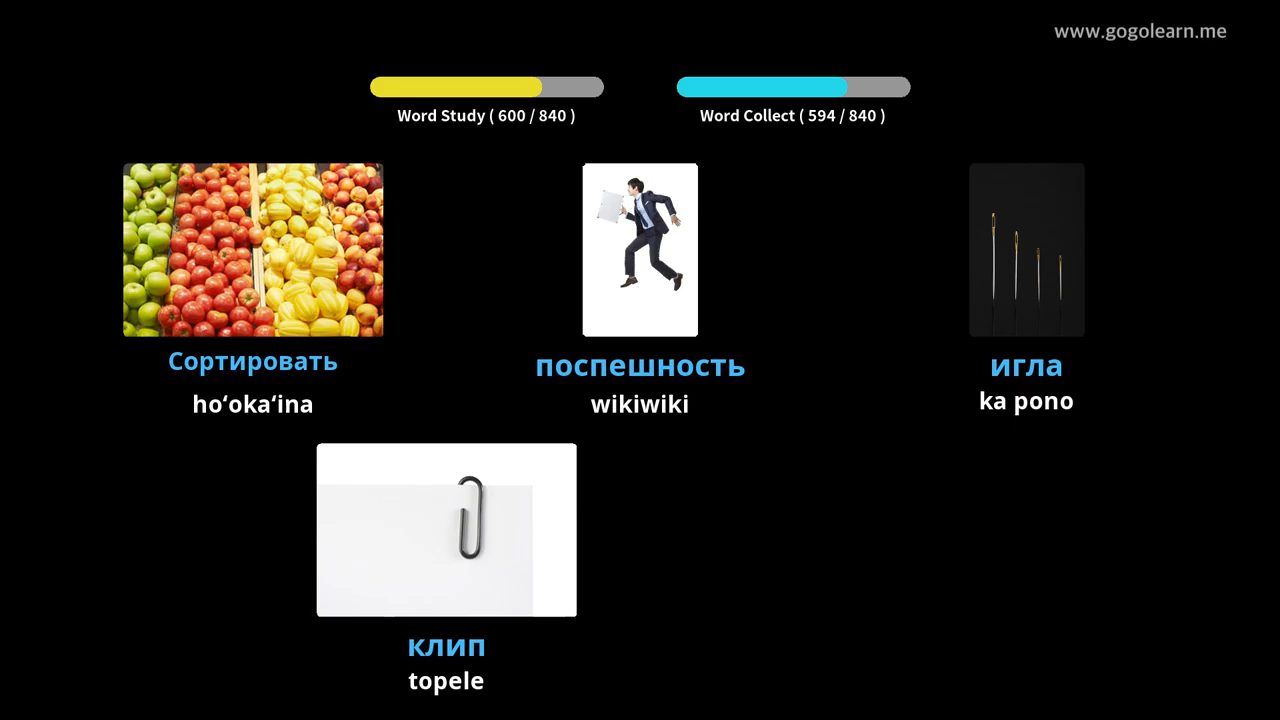 www.gogolearn.me
Word Study ( 600 / 840 )
Word Collect ( 594 / 840 )
Сортировать
hoʻokaʻina
поспешность
wikiwiki
игла
ka pono
клип
topele